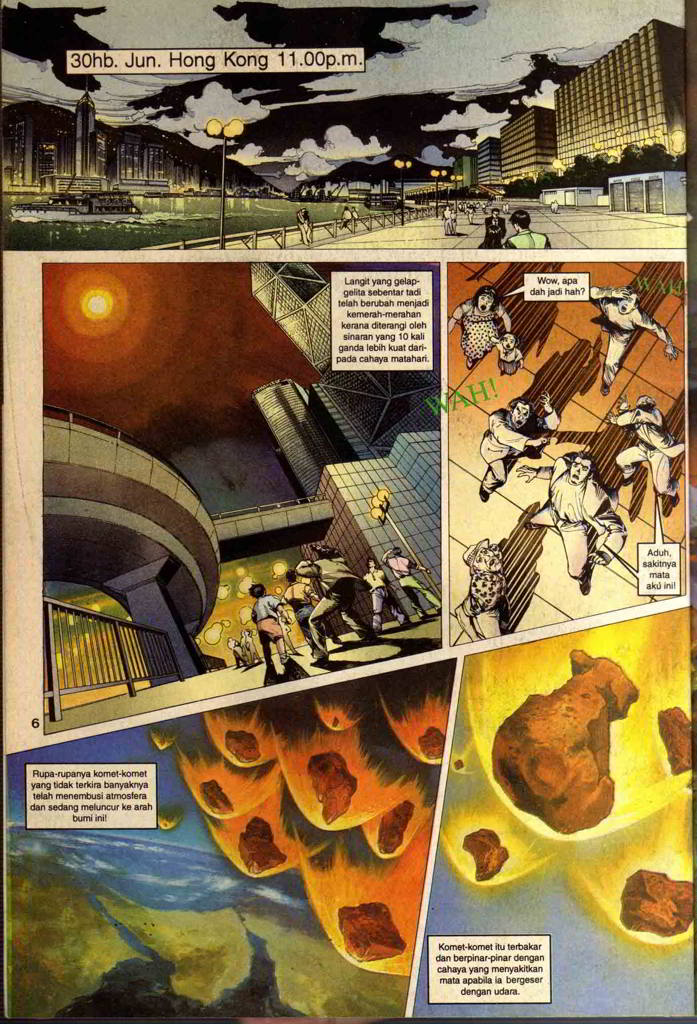 30hb. Jun. Hong Kong 11.00p.m.
Langit yang gelap-
gelita sebentar tadi
telah berubah menjadi
kemerah-merahan
kerana diterangi oleh
sinaran yang 10 kali
ganda lebih kuat dari-
pada cahaya matahari.
Wow, apa
dah jadi hah?
WAH!
WAH!
Aduh,
sakitnya
mata
aku ini!
6
Rupa-rupanya komet-komet
yang tidak terkira banyaknya
telah menembusi atmosfera
dan sedang meluncur ke arah
bumi ini!
Komet-komet itu terbakar
dan berpinar-pinar dengan
cahaya yang menyakitkan
mata apabila ia bergeser
dengan udara.